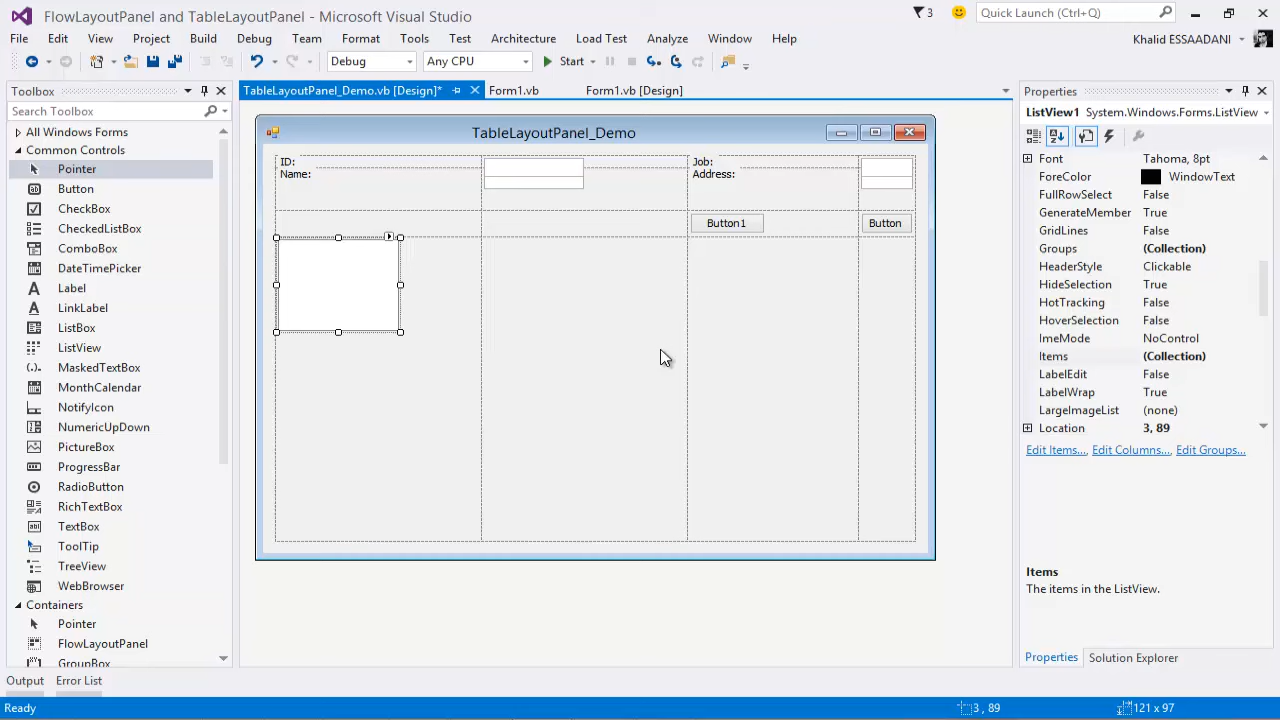 FlowLayoutPanel and TableLayoutPanel - Microsoft Visual Studio
3
Quick Launch (Ctrl+Q)
File Edit View Project Build Debug Team Format Tools Test Architecture Load Test Analyze Window Help
Khalid ESSAADANI
Debug
Any CPU
Start
Toolbox
TableLayoutPanel_Demo.vb [Design]*
Form1.vb
Form1.vb [Design]
Properties
Search Toolbox
ListView1 System.Windows.Forms.ListView
All Windows Forms
Common Controls
Pointer
Button
CheckBox
CheckedListBox
ComboBox
DateTimePicker
Label
LinkLabel
ListBox
ListView
MaskedTextBox
MonthCalendar
NotifyIcon
NumericUpDown
PictureBox
ProgressBar
RadioButton
RichTextBox
TextBox
ToolTip
TreeView
WebBrowser
Containers
Pointer
FlowLayoutPanel
GroupBox
TableLayoutPanel_Demo
ID:
Job:
Name:
Address:
Button1
Button
Font Tahoma, 8pt
ForeColor WindowText
FullRowSelect False
GenerateMember True
GridLines False
Groups (Collection)
HeaderStyle Clickable
HideSelection True
HotTracking False
HoverSelection False
ImeMode NoControl
Items (Collection)
LabelEdit False
LabelWrap True
LargeImageList (none)
Location 3, 89
Edit Items..., Edit Columns..., Edit Groups...
Items
The items in the ListView.
Properties Solution Explorer
Output Error List
Ready
3 , 89
121 x 97